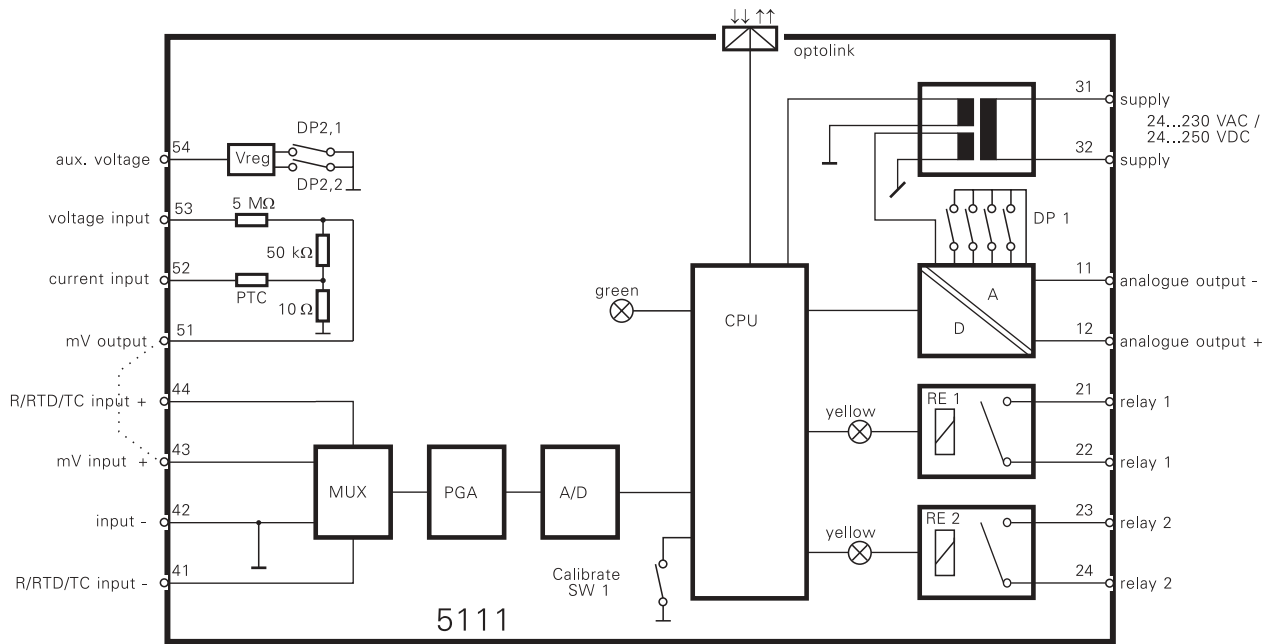 ↓↓ ↑↑
optolink
54
aux. voltage
Vreg
DP2,1
DP2,2
53
voltage input
5 MΩ
50 kΩ
52
current input
PTC
10 Ω
51
mV output
44
R/RTD/TC input +
43
mV input +
42
input -
41
R/RTD/TC input -
MUX
PGA
A/D
green
CPU
Calibrate
SW 1
yellow
yellow
31
supply
24...230 VAC /
24...250 VDC
32
supply
DP 1
A
D
11
analogue output -
12
analogue output +
RE 1
21
relay 1
22
relay 1
RE 2
23
relay 2
24
relay 2
5111